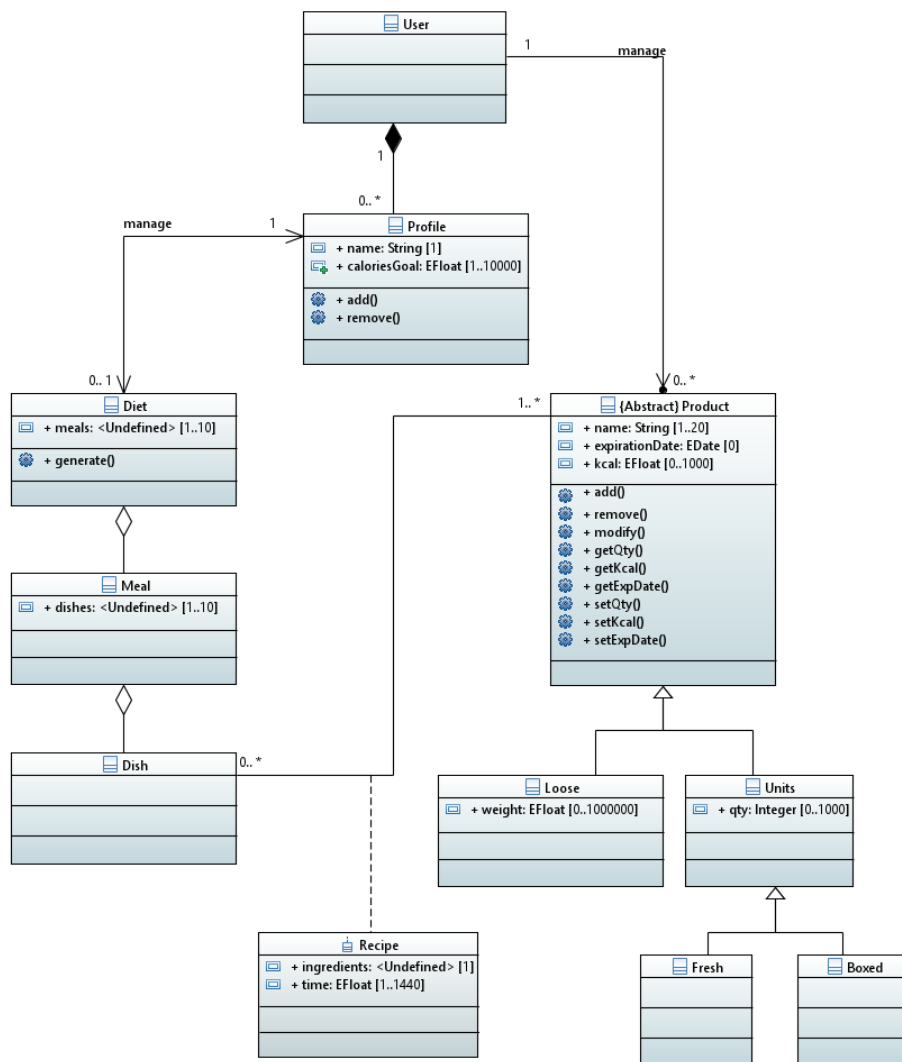 User
1
manage
1
0.. *
manage
1
Profile
+ name: String [1]
+ caloriesGoal: EFloat [1..10000]
+ add()
+ remove()
0.. 1
0.. *
Diet
+ meals: <Undefined> [1..10]
+ generate()
1.. *
{Abstract} Product
+ name: String [1..20]
+ expirationDate: EDate [0]
+ kcal: EFloat [0..1000]
+ add()
+ remove()
+ modify()
+ getQty()
+ getKcal()
+ getExpDate()
+ setQty()
+ setKcal()
+ setExpDate()
Meal
+ dishes: <Undefined> [1..10]
Dish
0.. *
Loose
+ weight: EFloat [0..1000000]
Units
+ qty: Integer [0..1000]
Recipe
+ ingredients: <Undefined> [1]
+ time: EFloat [1..1440]
Fresh
Boxed